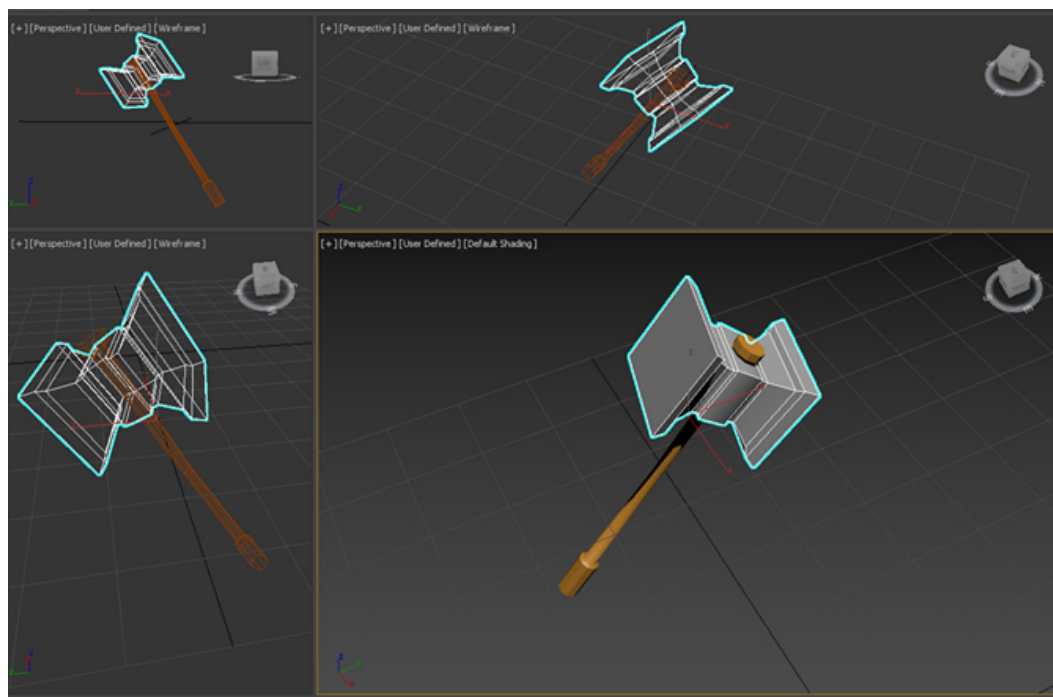 [+] [Perspective] [User Defined] [Wireframe]
[+] [Perspective] [User Defined] [Wireframe]
[+] [Perspective] [User Defined] [Wireframe]
[+] [Perspective] [User Defined] [Default Shading]